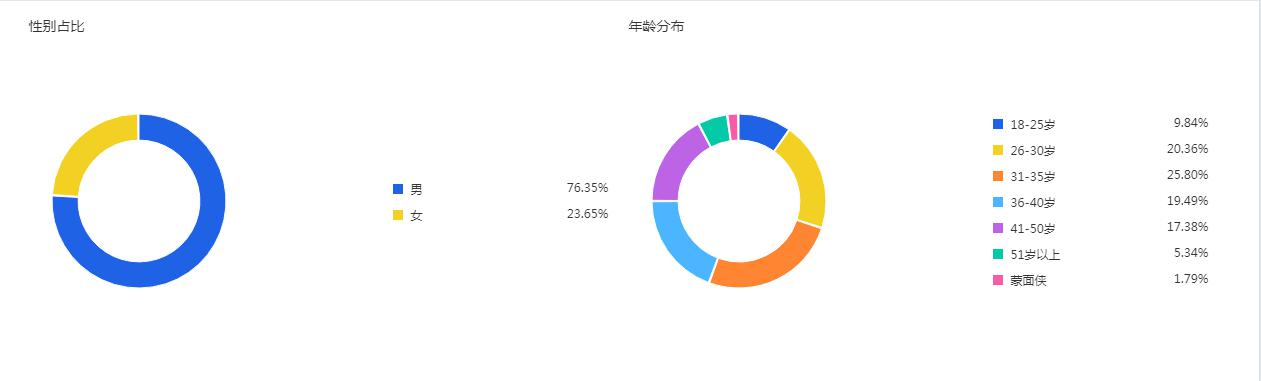 性别占比
男 76.35%
女 23.65%
年龄分布
18-25岁 9.84%
26-30岁 20.36%
31-35岁 25.80%
36-40岁 19.49%
41-50岁 17.38%
51岁以上 5.34%
蒙面侠 1.79%